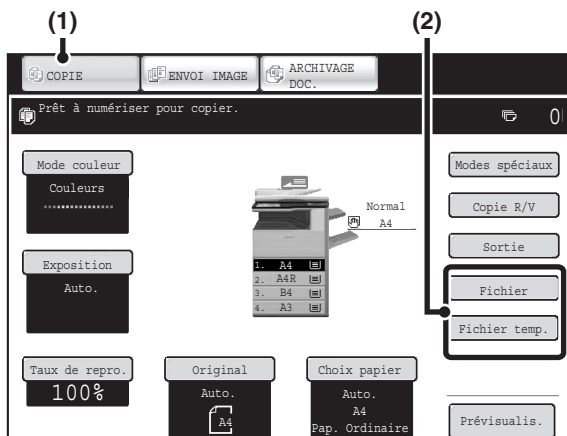 (1)
(2)
COPIE
ENVOI IMAGE
ARCHIVAGE
DOC.
Prêt à numériser pour copier.
0
Mode couleur
Couleurs
Exposition
Auto.
Taux de repro.
100%
Normal
A4
1. A4
2. A4R
3. B4
4. A3
Original
Auto.
A4
Choix papier
Auto.
A4
Pap. Ordinaire
Modes spéciaux
Copie R/V
Sortie
Fichier
Fichier temp.
Prévisualis.